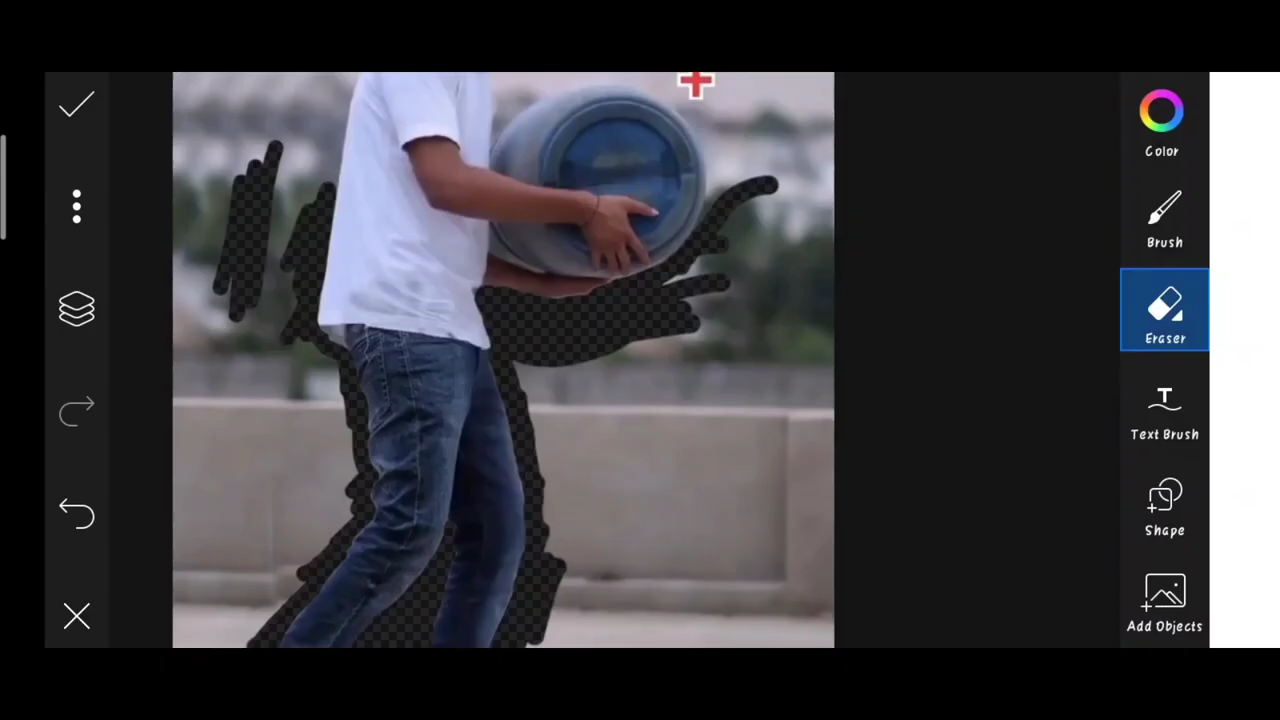 Color
Brush
Eraser
Text Brush
Shape
Add Objects